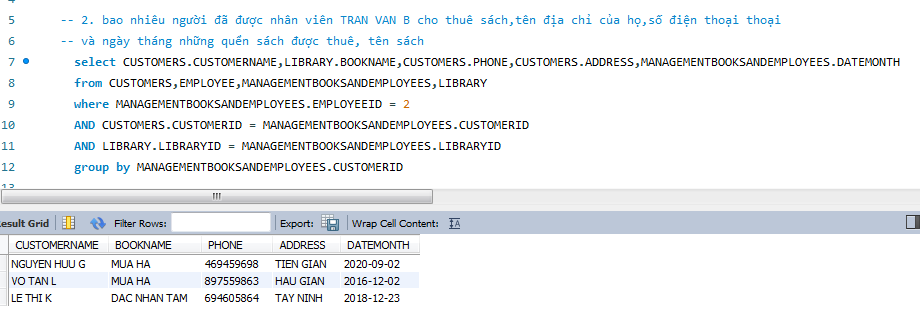 4
5 -- 2. bao nhiêu người đã được nhân viên TRAN VAN B cho thuê sách,tên địa chỉ của họ,số điện thoại thoại
6 -- và ngày tháng những quển sách được thuê, tên sách
7 select CUSTOMERS.CUSTOMERNAME,LIBRARY.BOOKNAME,CUSTOMERS.PHONE,CUSTOMERS.ADDRESS,MANAGEMENTBOOKSANDEMPLOYEES.DATEMONTH
8 from CUSTOMERS,EMPLOYEE,MANAGEMENTBOOKSANDEMPLOYEES,LIBRARY
9 where MANAGEMENTBOOKSANDEMPLOYEES.EMPLOYEEID = 2
10 AND CUSTOMERS.CUSTOMERID = MANAGEMENTBOOKSANDEMPLOYEES.CUSTOMERID
11 AND LIBRARY.LIBRARYID = MANAGEMENTBOOKSANDEMPLOYEES.LIBRARYID
12 group by MANAGEMENTBOOKSANDEMPLOYEES.CUSTOMERID
13
esult Grid Filter Rows: Export: Wrap Cell Content:
CUSTOMERNAME BOOKNAME PHONE ADDRESS DATEMONTH
NGUYEN HUU G MUA HA 469459698 TIEN GIAN 2020-09-02
VO TAN L MUA HA 897559863 HAU GIAN 2016-12-02
LE THI K DAC NHAN TAM 694605864 TAY NINH 2018-12-23